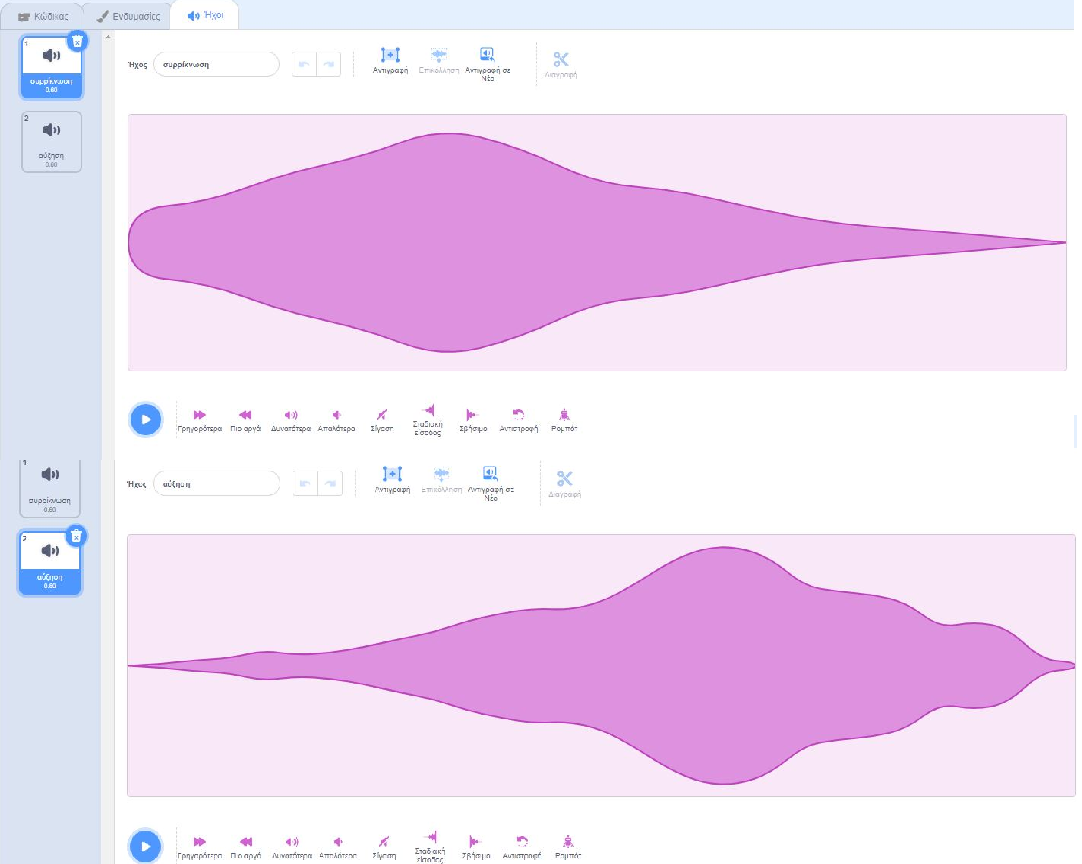 Κώδικας Ενδυμασίες Ήχοι
1
συρρίκνωση
0.60
2
αύξηση
0.60
Ήχος συρρίκνωση
Αντιγραφή Επικόλληση Αντιγραφή σε Νέο Διαγραφή
Γρηγορότερα Πιο αργά Δυνατότερα Απαλότερα Σίγαση Σταδιακή είσοδος Σβήσιμο Αντιστροφή Ρομπότ
1
συρρίκνωση
0.60
2
αύξηση
0.60
Ήχος αύξηση
Αντιγραφή Επικόλληση Αντιγραφή σε Νέο Διαγραφή
Γρηγορότερα Πιο αργά Δυνατότερα Απαλότερα Σίγαση Σταδιακή είσοδος Σβήσιμο Αντιστροφή Ρομπότ